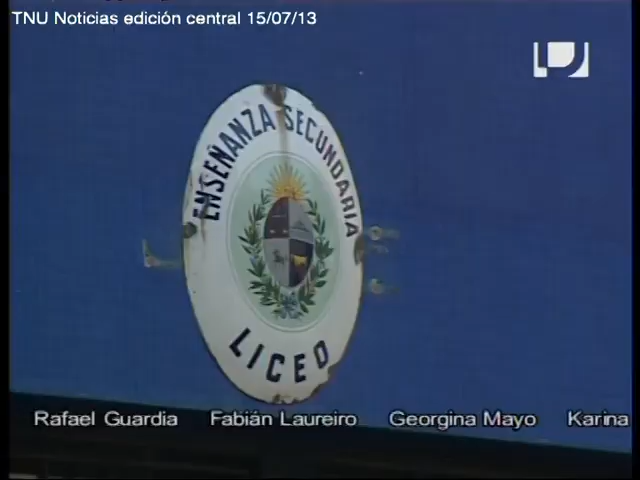 TNU Noticias edición central 15/07/13
ENSEÑANZA SECUNDARIA
LICEO
Rafael Guardia Fabián Laureiro Georgina Mayo Karina